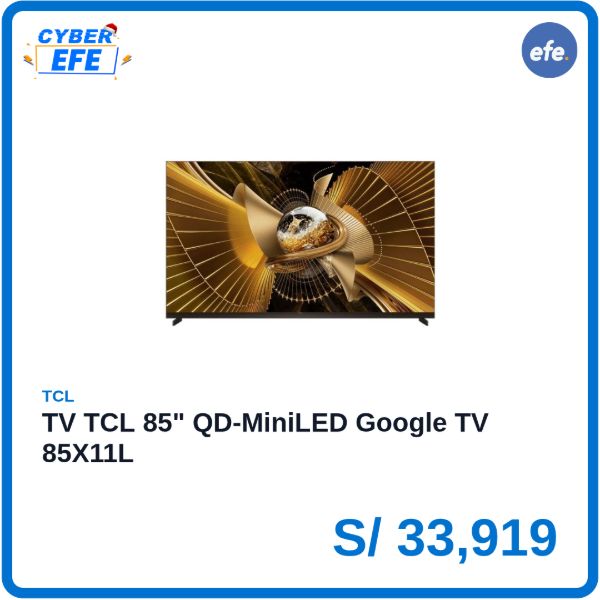 CYBER
EFE
efe.
TCL
TV TCL 85" QD-MiniLED Google TV
85X11L
S/ 33,919